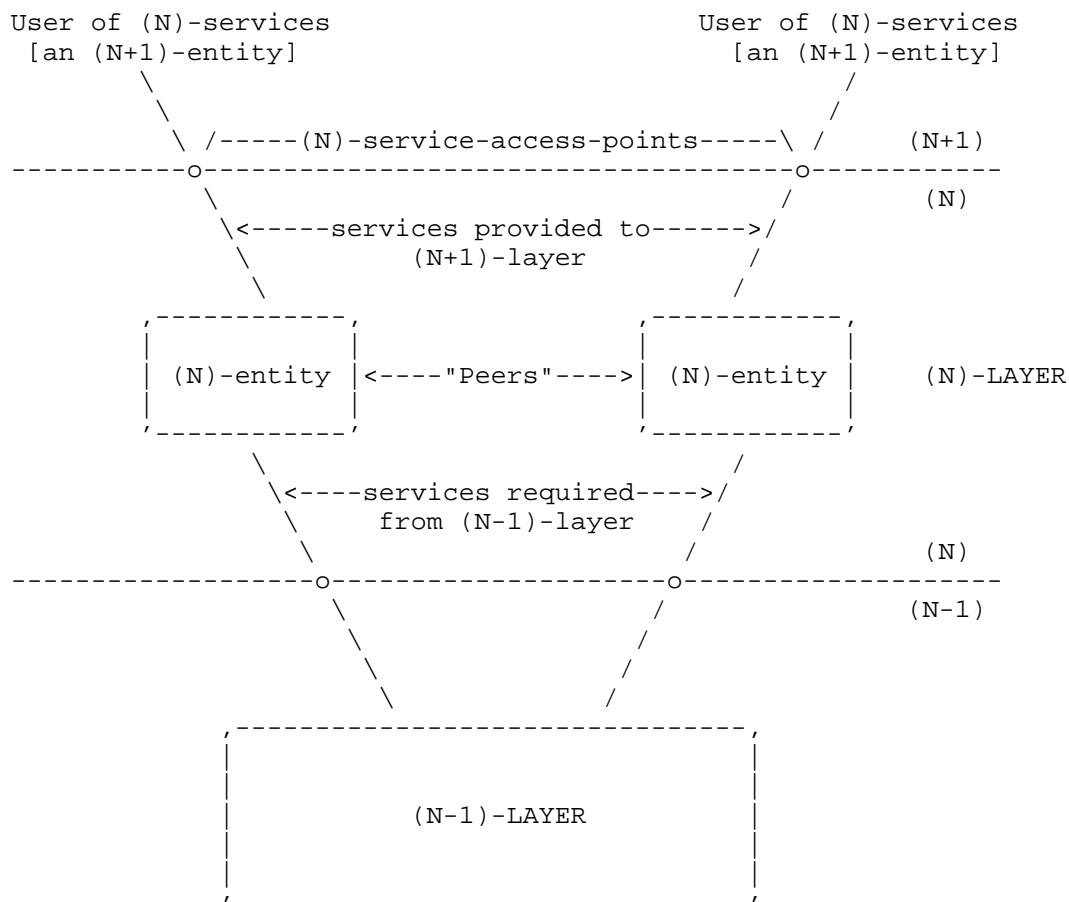 User of (N)-services User of (N)-services
[an (N+1)-entity] [an (N+1)-entity]
(N)-service-access-points (N+1)
(N)
services provided to
(N+1)-layer
(N)-entity "Peers" (N)-entity (N)-LAYER
services required
from (N-1)-layer
(N)
(N-1)
(N-1)-LAYER